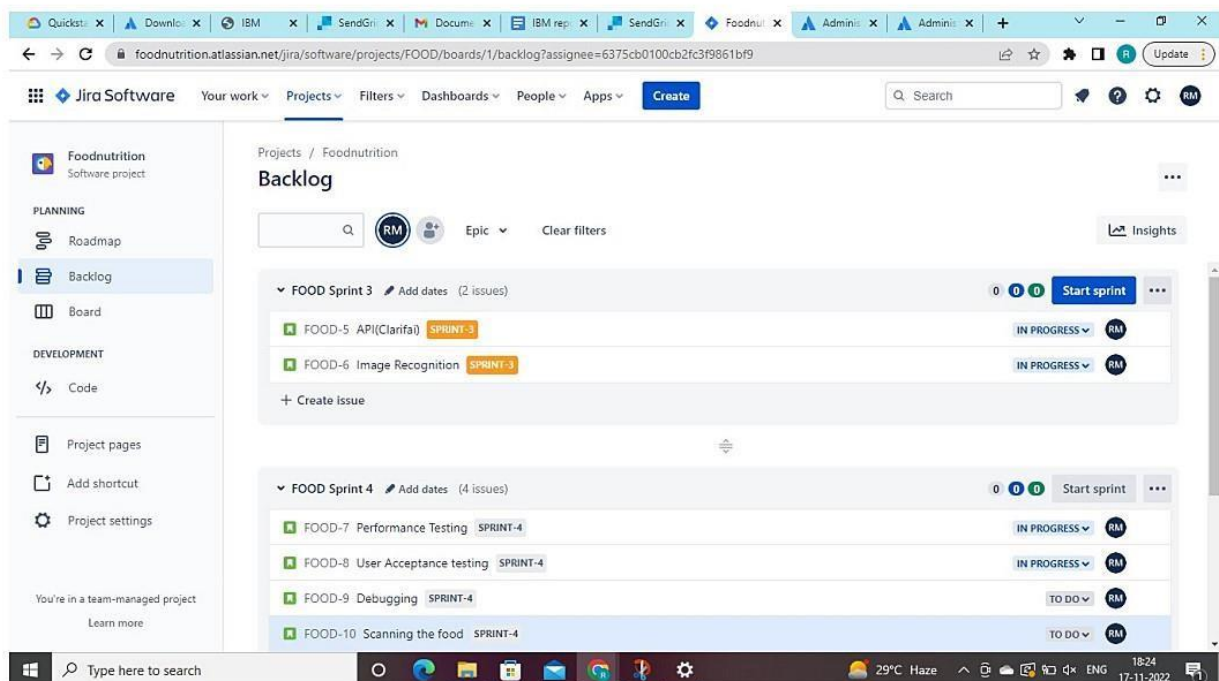 Quicksta
Downloa
IBM
SendGri
M Docume
IBM rep
SendGri
Foodnut
Adminis
Adminis
foodnutrition.atlassian.net/jira/software/projects/FOOD/boards/1/backlog?assignee=6375cb0100cb2fc3f9861bf9
R
Update
Jira Software
Your work
Projects
Filters
Dashboards
People
Apps
Create
Search
RM
Foodnutrition
Software project
PLANNING
Roadmap
Backlog
Board
DEVELOPMENT
Code
Project pages
Add shortcut
Project settings
You're in a team-managed project
Learn more
Projects / Foodnutrition
Backlog
RM
Epic
Clear filters
Insights
FOOD Sprint 3 Add dates (2 issues) 0 0 0 Start sprint
FOOD-5 API(Clarifai) SPRINT-3 IN PROGRESS RM
FOOD-6 Image Recognition SPRINT-3 IN PROGRESS RM
+ Create issue
FOOD Sprint 4 Add dates (4 issues) 0 0 0 Start sprint
FOOD-7 Performance Testing SPRINT-4 IN PROGRESS RM
FOOD-8 User Acceptance testing SPRINT-4 IN PROGRESS RM
FOOD-9 Debugging SPRINT-4 TO DO RM
FOOD-10 Scanning the food SPRINT-4 TO DO RM
Type here to search
29°C Haze
ENG
18:24
17-11-2022